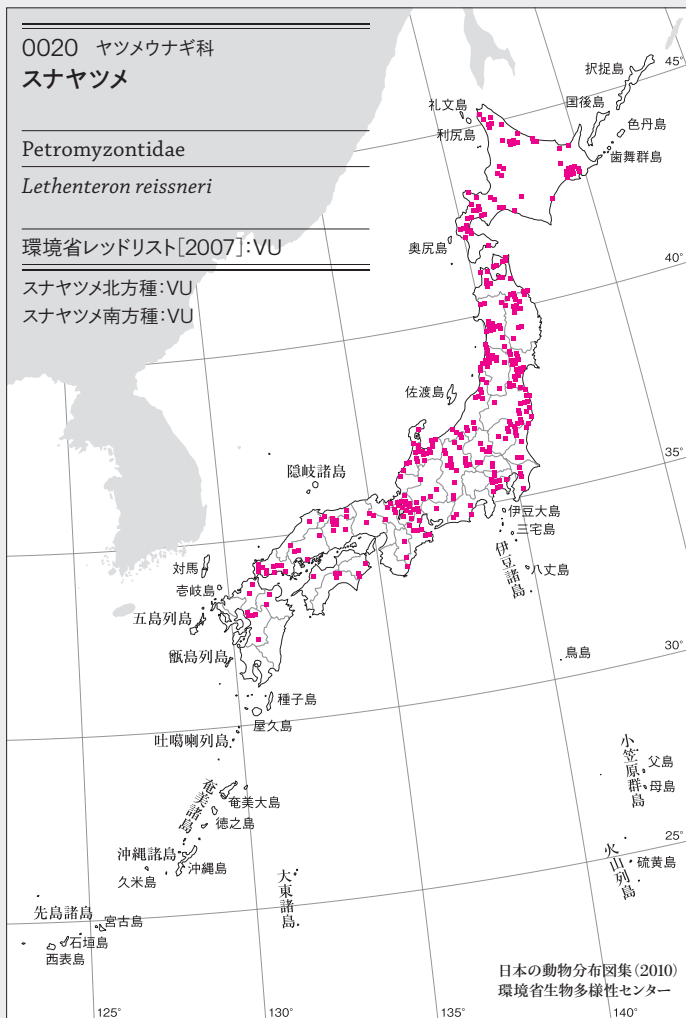 0020 ヤツメウナギ科
スナヤツメ
Petromyzontidae
Lethenteron reissneri
環境省レッドリスト[2007]:VU
スナヤツメ北方種:VU
スナヤツメ南方種:VU
45°
択捉島
国後島
色丹島
歯舞群島
礼文島
利尻島
奥尻島
40°
佐渡島
35°
隠岐諸島
伊豆大島
三宅島
伊豆諸島
八丈島
対馬
壱岐島
五島列島
甑島列島
鳥島
30°
種子島
屋久島
吐噶喇列島
小笠原群島
父島
母島
奄美諸島
奄美大島
徳之島
25°
沖縄諸島
沖縄島
久米島
火山列島
硫黄島
大東諸島
先島諸島
宮古島
石垣島
西表島
日本の動物分布図集(2010)
環境省生物多様性センター
125°
130°
135°
140°